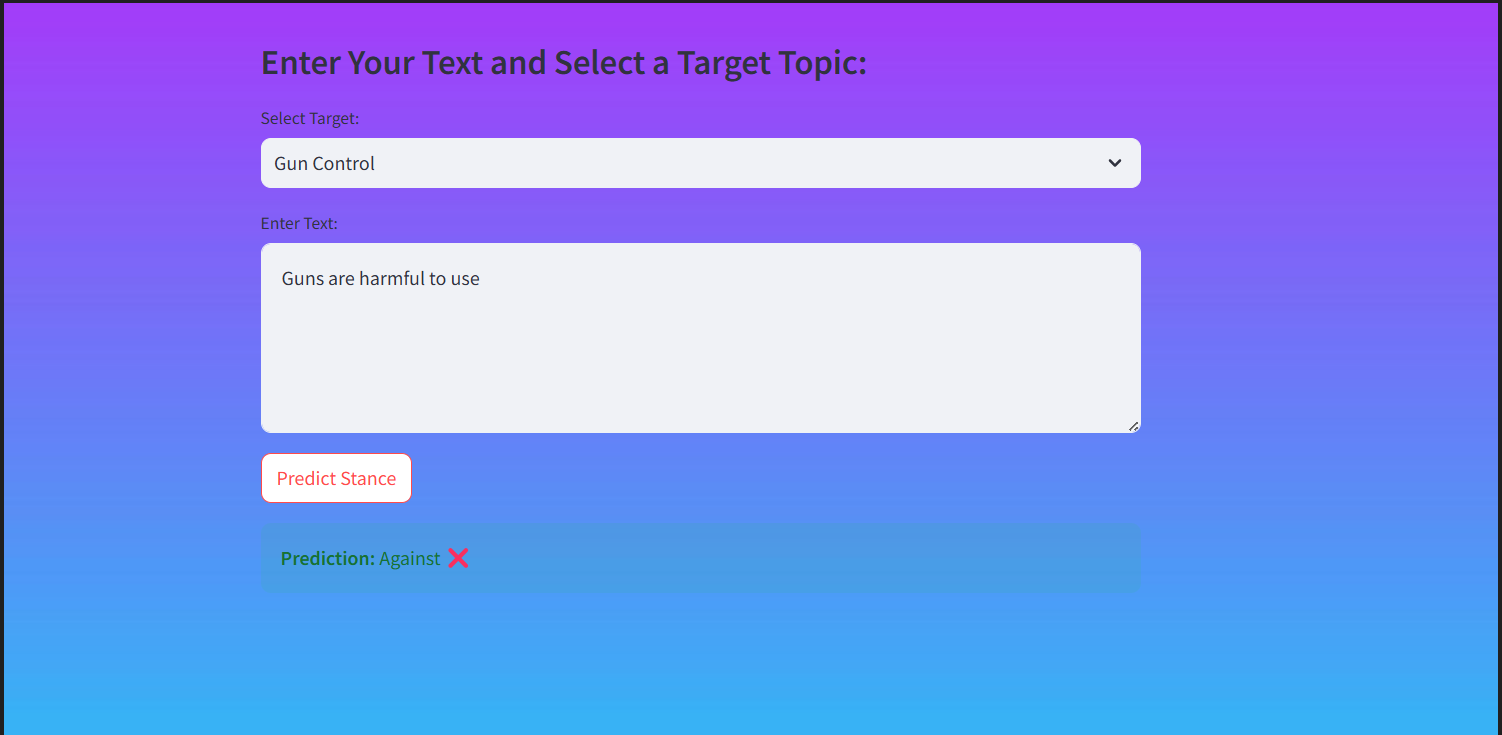 Enter Your Text and Select a Target Topic:
Select Target:
Gun Control
Enter Text:
Guns are harmful to use
Predict Stance
Prediction: Against ❌